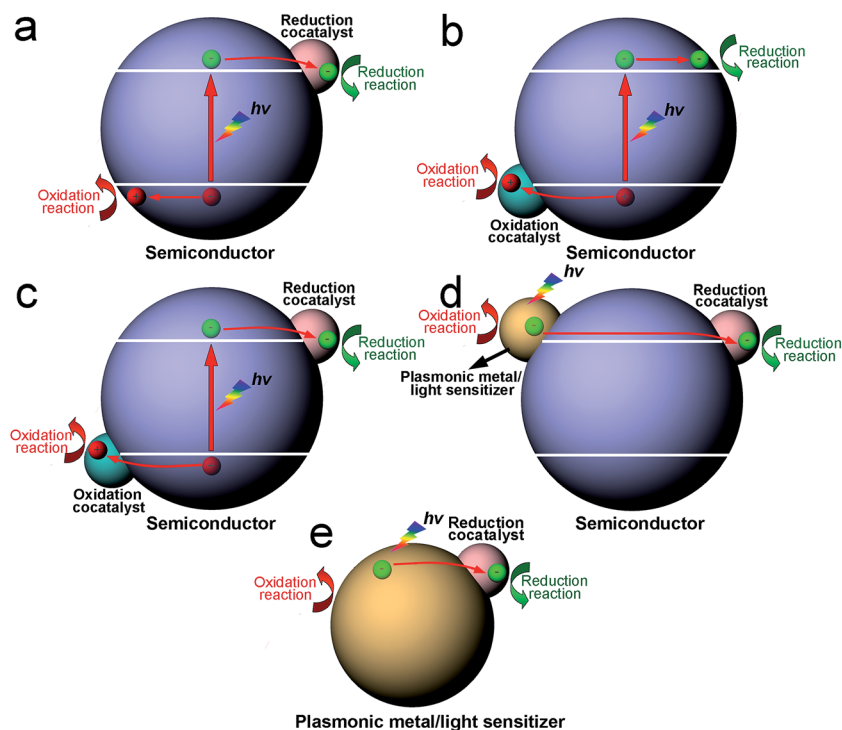 a
Reduction
cocatalyst
-
-
Reduction
reaction
hv
Oxidation
reaction
+
Semiconductor
b
-
-
Reduction
reaction
hv
Oxidation
reaction
+
Oxidation
cocatalyst
Semiconductor
c
Reduction
cocatalyst
-
-
Reduction
reaction
hv
Oxidation
reaction
+
Oxidation
cocatalyst
Semiconductor
d
hv
Oxidation
reaction
-
Plasmonic metal/
light sensitizer
Reduction
cocatalyst
-
Reduction
reaction
Semiconductor
e
hv
Reduction
cocatalyst
Oxidation
reaction
-
-
Reduction
reaction
Plasmonic metal/light sensitizer